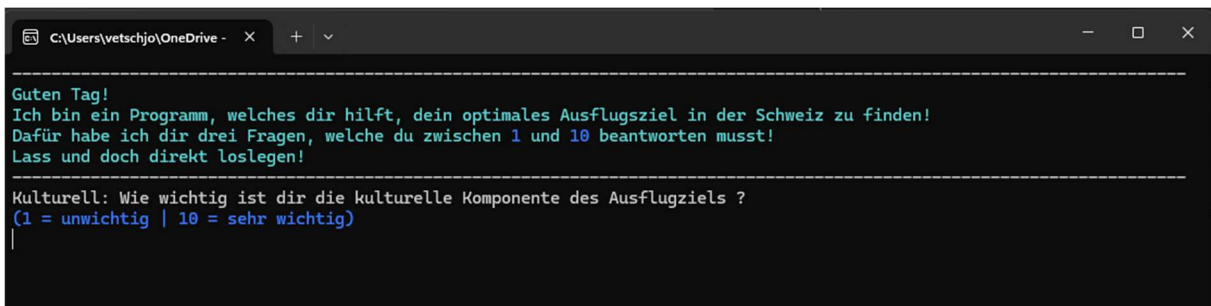 C:\Users\vetschjo\OneDrive -
Guten Tag!
Ich bin ein Programm, welches dir hilft, dein optimales Ausflugsziel in der Schweiz zu finden!
Dafür habe ich dir drei Fragen, welche du zwischen 1 und 10 beantworten musst!
Lass und doch direkt loslegen!
Kulturell: Wie wichtig ist dir die kulturelle Komponente des Ausflugziels ?
(1 = unwichtig | 10 = sehr wichtig)